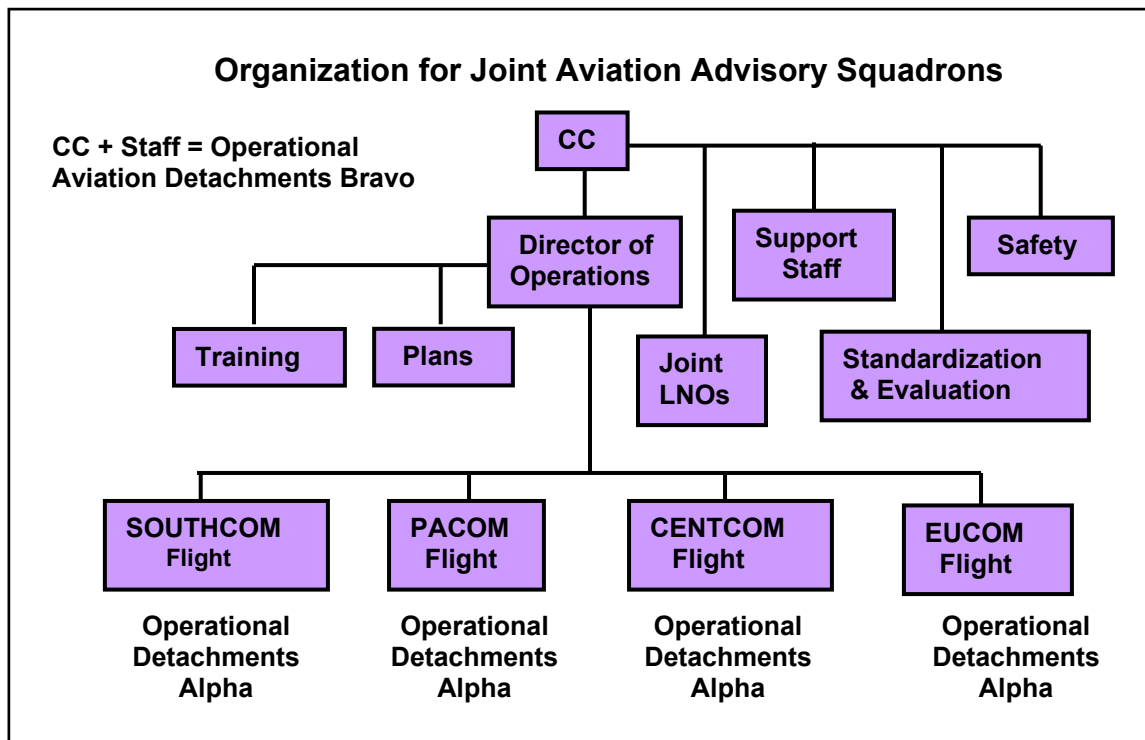 Organization for Joint Aviation Advisory Squadrons
CC + Staff = Operational
Aviation Detachments Bravo
CC
Director of
Operations
Support
Staff
Safety
Training
Plans
Joint
LNOs
Standardization
& Evaluation
SOUTHCOM
Flight
PACOM
Flight
CENTCOM
Flight
EUCOM
Flight
Operational
Detachments
Alpha
Operational
Detachments
Alpha
Operational
Detachments
Alpha
Operational
Detachments
Alpha